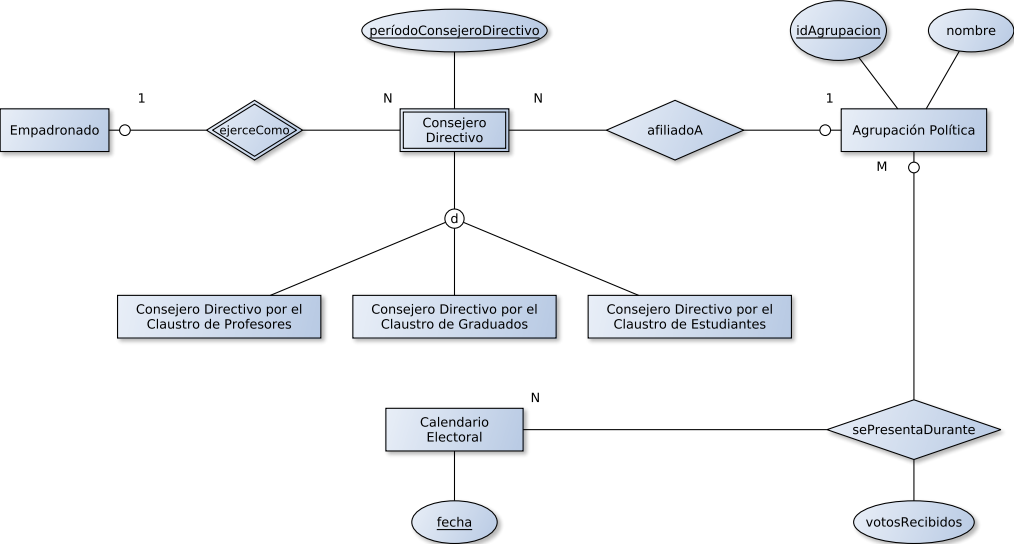 períodoConsejeroDirectivo
idAgrupacion
nombre
1
N
N
1
Empadronado
ejerceComo
Consejero
Directivo
afiliadoA
Agrupación Política
M
d
Consejero Directivo por el
Claustro de Profesores
Consejero Directivo por el
Claustro de Graduados
Consejero Directivo por el
Claustro de Estudiantes
N
Calendario
Electoral
sePresentaDurante
fecha
votosRecibidos